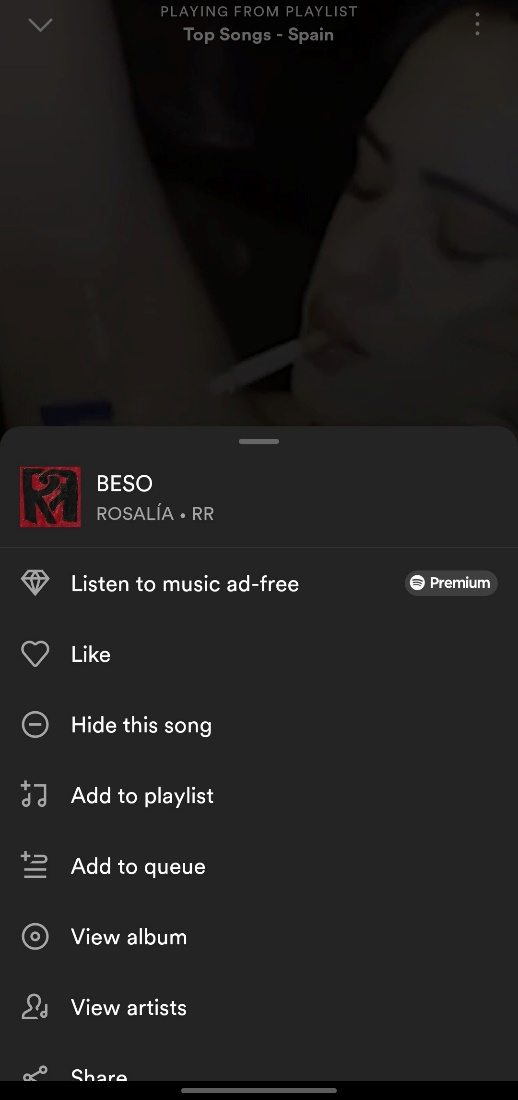 PLAYING FROM PLAYLIST
Top Songs - Spain
BESO
ROSALÍA • RR
Listen to music ad-free Premium
Like
Hide this song
Add to playlist
Add to queue
View album
View artists
Share